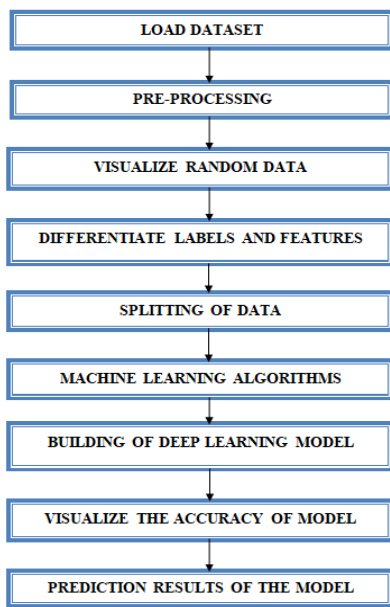 LOAD DATASET
PRE-PROCESSING
VISUALIZE RANDOM DATA
DIFFERENTIATE LABELS AND FEATURES
SPLITTING OF DATA
MACHINE LEARNING ALGORITHMS
BUILDING OF DEEP LEARNING MODEL
VISUALIZE THE ACCURACY OF MODEL
PREDICTION RESULTS OF THE MODEL